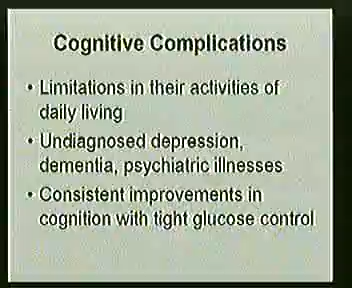 Cognitive Complications
• Limitations in their activities of
daily living
• Undiagnosed depression,
dementia, psychiatric illnesses
• Consistent improvements in
cognition with tight glucose control